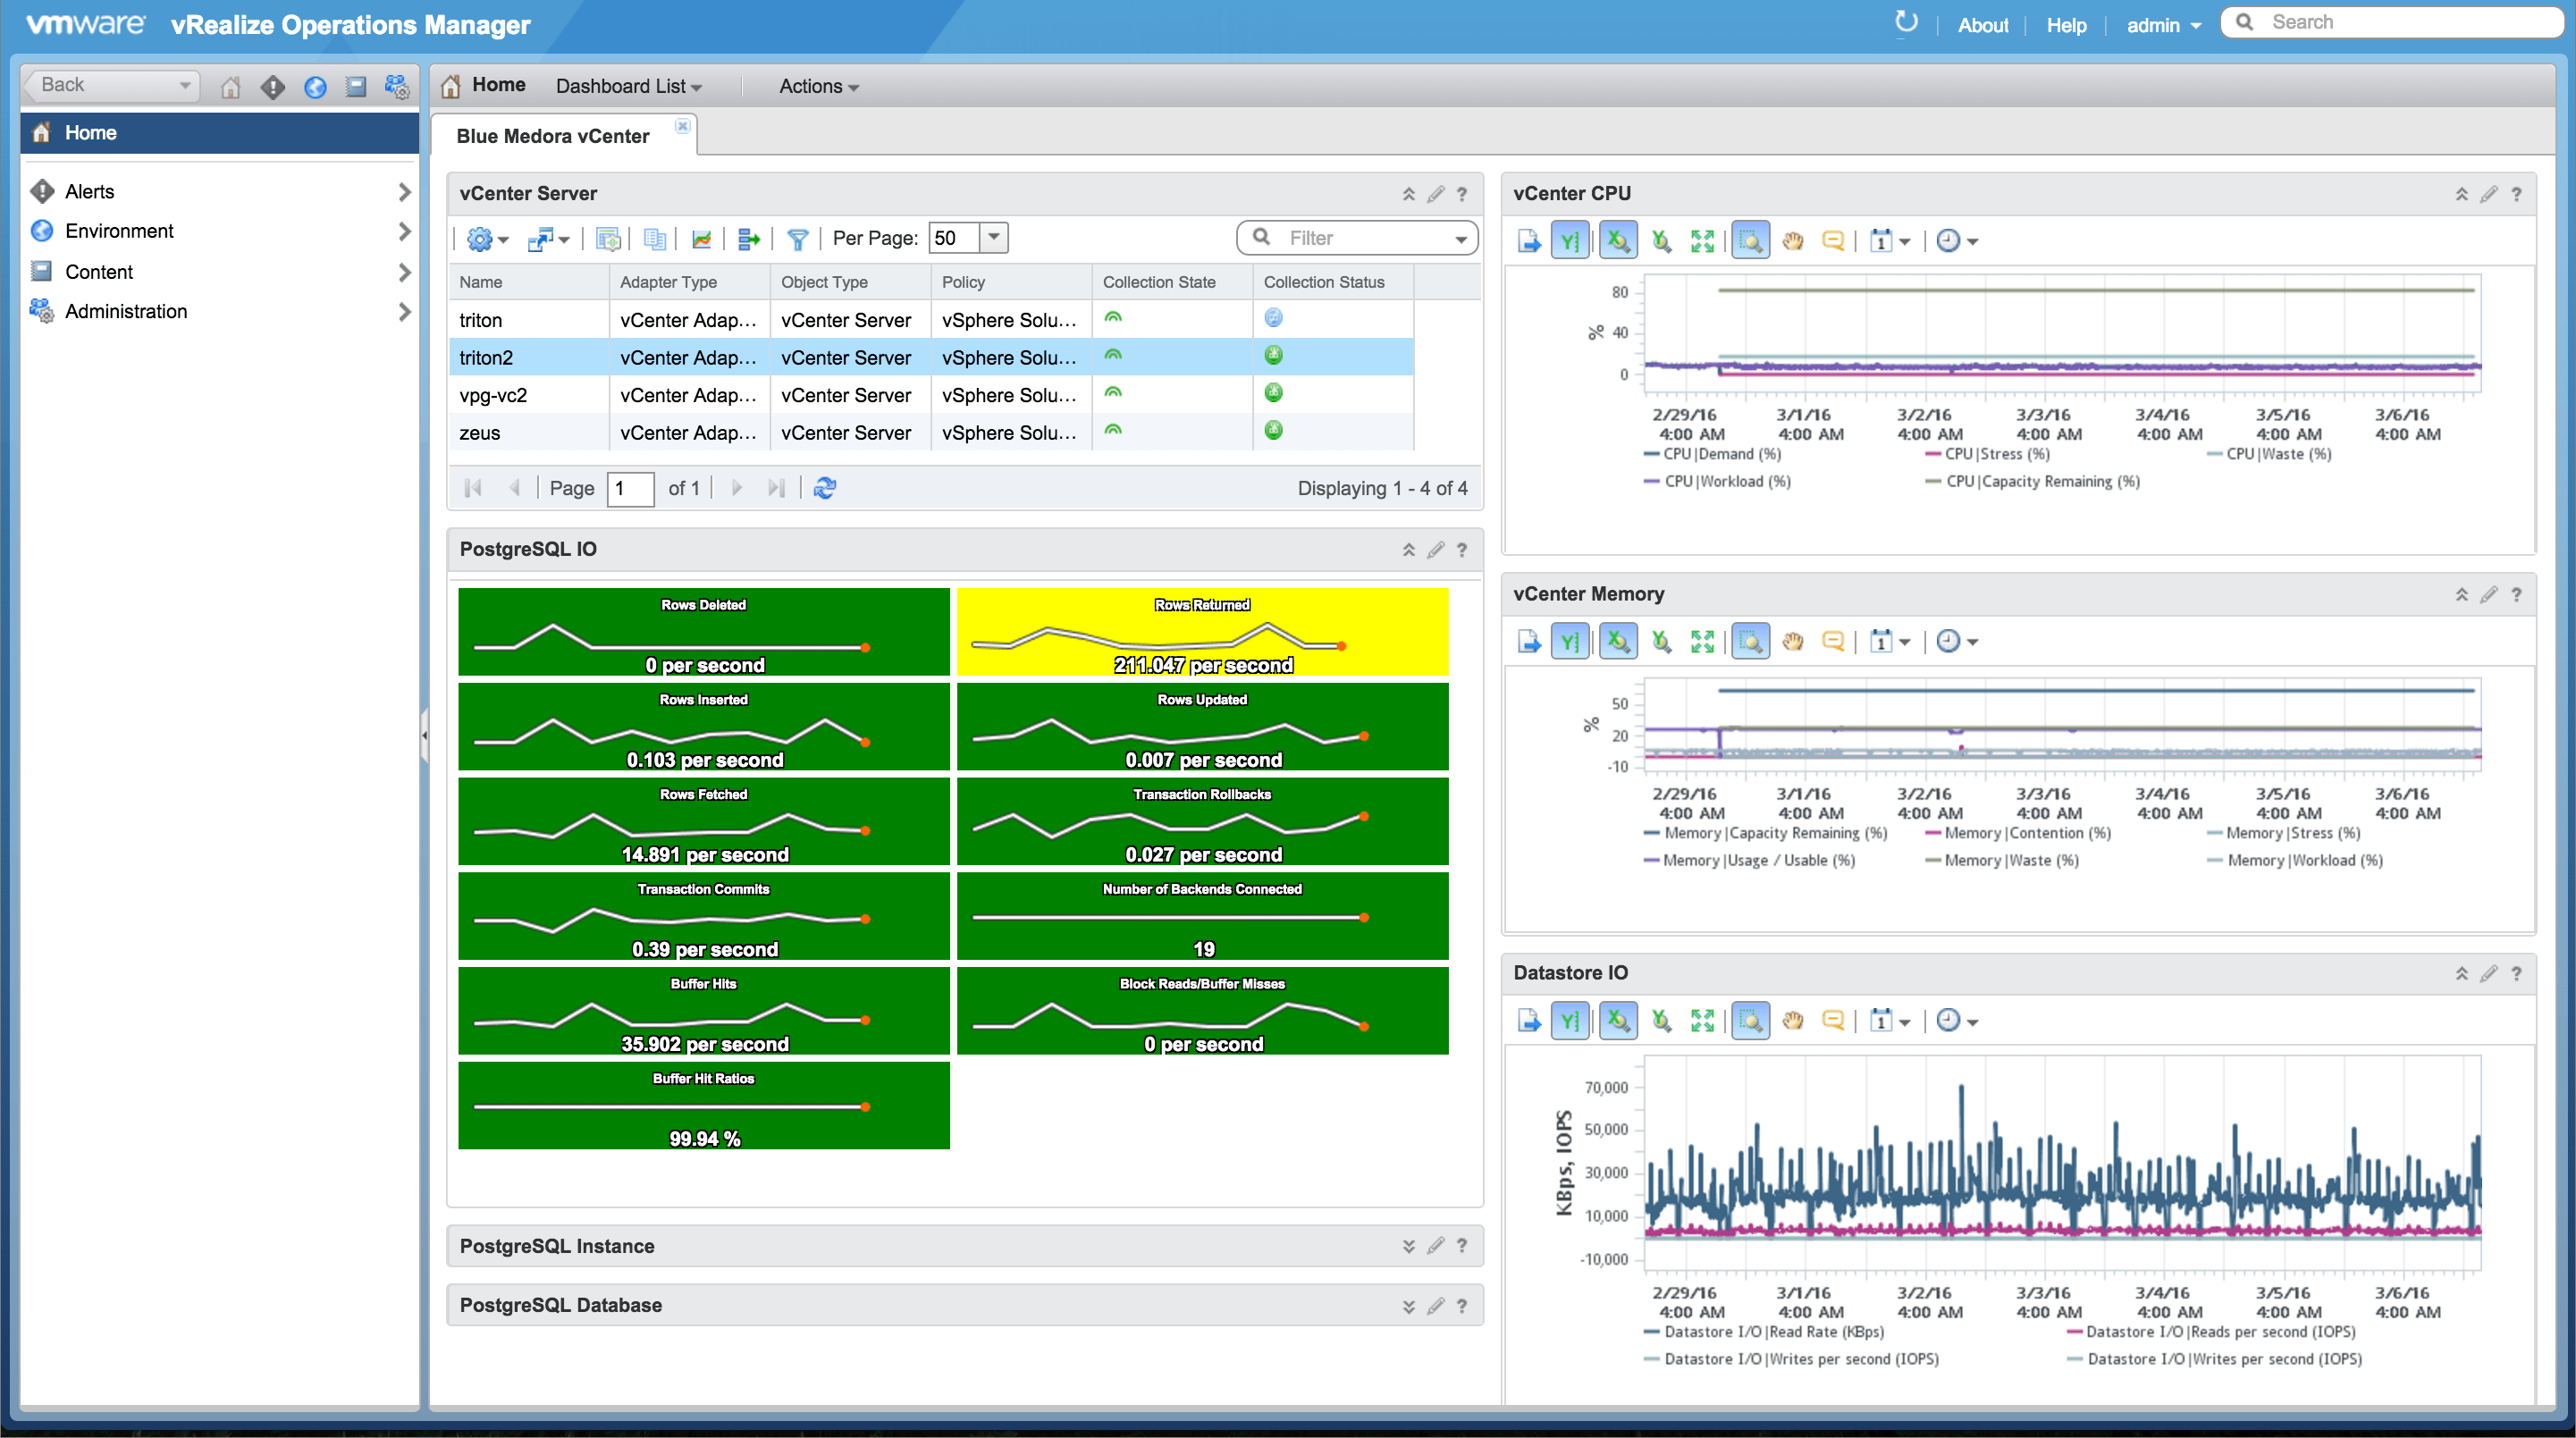 vmware vRealize Operations Manager
About Help admin Search
Back
Home Dashboard List Actions
Home
Alerts
Environment
Content
Administration
Blue Medora vCenter
vCenter Server
Per Page: 50 Filter
Name Adapter Type Object Type Policy Collection State Collection Status
triton vCenter Adap... vCenter Server vSphere Solu...
triton2 vCenter Adap... vCenter Server vSphere Solu...
vpg-vc2 vCenter Adap... vCenter Server vSphere Solu...
zeus vCenter Adap... vCenter Server vSphere Solu...
Page 1 of 1 Displaying 1 - 4 of 4
PostgreSQL IO
Rows Deleted
0 per second
Rows Returned
211.047 per second
Rows Inserted
0.103 per second
Rows Updated
0.007 per second
Rows Fetched
14.891 per second
Transaction Rollbacks
0.027 per second
Transaction Commits
0.39 per second
Number of Backends Connected
19
Buffer Hits
35.902 per second
Block Reads/Buffer Misses
0 per second
Buffer Hit Ratios
99.94 %
PostgreSQL Instance
PostgreSQL Database
vCenter CPU
80
% 40
0
2/29/16 3/1/16 3/2/16 3/3/16 3/4/16 3/5/16 3/6/16
4:00 AM 4:00 AM 4:00 AM 4:00 AM 4:00 AM 4:00 AM 4:00 AM
CPU|Demand (%) CPU|Stress (%) CPU|Waste (%)
CPU|Workload (%) CPU|Capacity Remaining (%)
vCenter Memory
50
% 20
-10
2/29/16 3/1/16 3/2/16 3/3/16 3/4/16 3/5/16 3/6/16
4:00 AM 4:00 AM 4:00 AM 4:00 AM 4:00 AM 4:00 AM 4:00 AM
Memory|Capacity Remaining (%) Memory|Contention (%) Memory|Stress (%)
Memory|Usage / Usable (%) Memory|Waste (%) Memory|Workload (%)
Datastore IO
KBps, IOPS
70,000
50,000
30,000
10,000
-10,000
2/29/16 3/1/16 3/2/16 3/3/16 3/4/16 3/5/16 3/6/16
4:00 AM 4:00 AM 4:00 AM 4:00 AM 4:00 AM 4:00 AM 4:00 AM
Datastore I/O|Read Rate (KBps) Datastore I/O|Reads per second (IOPS)
Datastore I/O|Writes per second (IOPS) Datastore I/O|Writes per second (IOPS)